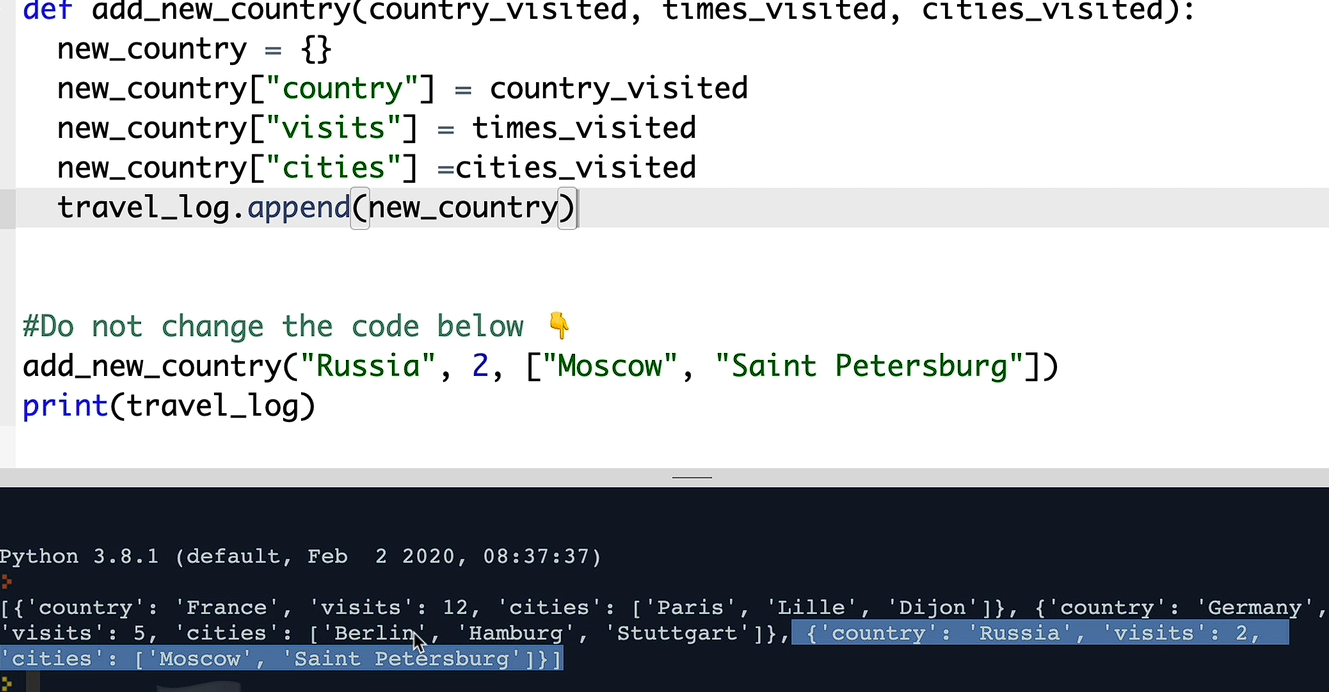 def add_new_country(country_visited, times_visited, cities_visited):
  new_country = {}
  new_country["country"] = country_visited
  new_country["visits"] = times_visited
  new_country["cities"] =cities_visited
  travel_log.append(new_country)
#Do not change the code below 👇
add_new_country("Russia", 2, ["Moscow", "Saint Petersburg"])
print(travel_log)
Python 3.8.1 (default, Feb  2 2020, 08:37:37)
[{'country': 'France', 'visits': 12, 'cities': ['Paris', 'Lille', 'Dijon']}, {'country': 'Germany',
'visits': 5, 'cities': ['Berlin', 'Hamburg', 'Stuttgart']}, {'country': 'Russia', 'visits': 2,
'cities': ['Moscow', 'Saint Petersburg']}]